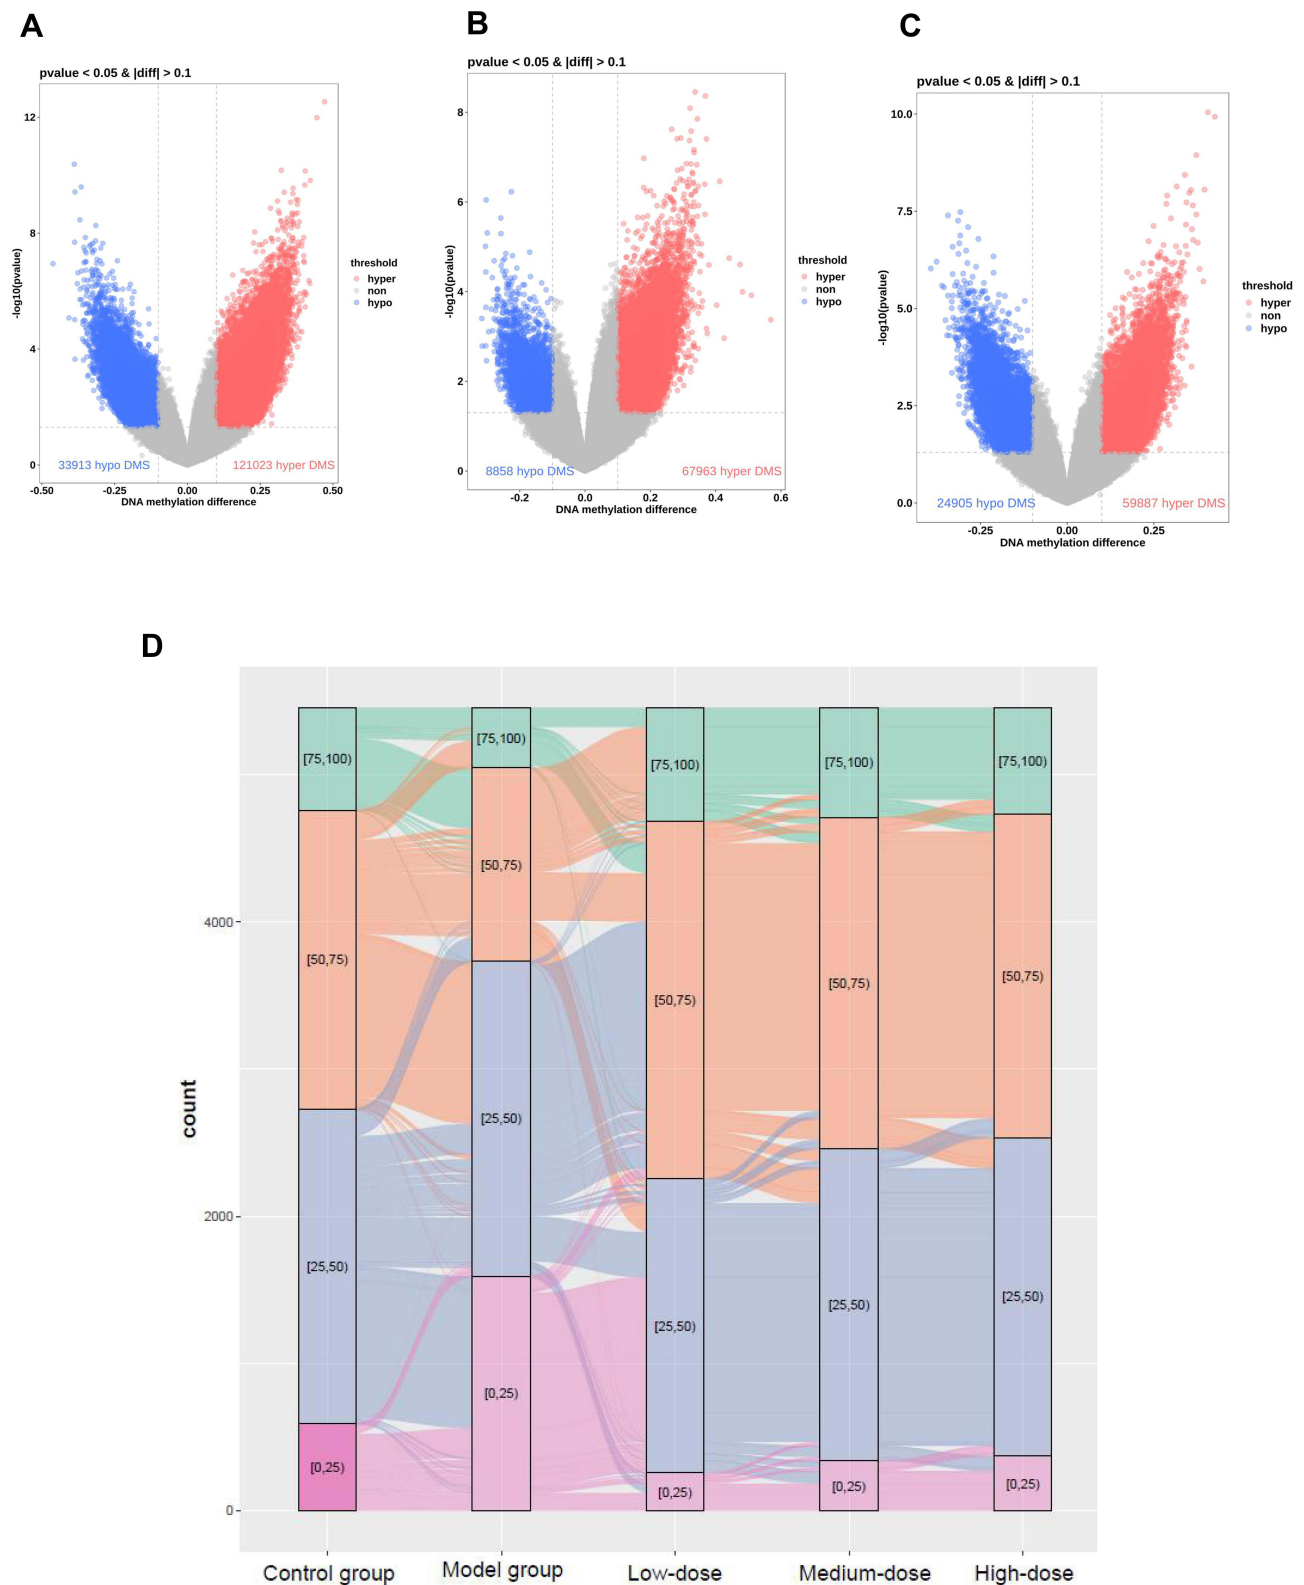 A
pvalue < 0.05 & |diff| > 0.1
-log10(pvalue)
12
8
4
0
33913 hypo DMS
121023 hyper DMS
-0.50
-0.25
0.00
0.25
0.50
DNA methylation difference
threshold
hyper
non
hypo
B
pvalue < 0.05 & |diff| > 0.1
-log10(pvalue)
8
6
4
2
0
8858 hypo DMS
67963 hyper DMS
-0.2
0.0
0.2
0.4
0.6
DNA methylation difference
threshold
hyper
non
hypo
C
pvalue < 0.05 & |diff| > 0.1
-log10(pvalue)
10.0
7.5
5.0
2.5
0.0
24905 hypo DMS
59887 hyper DMS
-0.25
0.00
0.25
DNA methylation difference
threshold
hyper
non
hypo
D
count
4000
2000
0
[75,100)
[50,75)
[25,50)
[0,25)
[75,100)
[50,75)
[25,50)
[0,25)
[75,100)
[50,75)
[25,50)
[0,25)
[75,100)
[50,75)
[25,50)
[0,25)
[75,100)
[50,75)
[25,50)
[0,25)
Control group
Model group
Low-dose
Medium-dose
High-dose